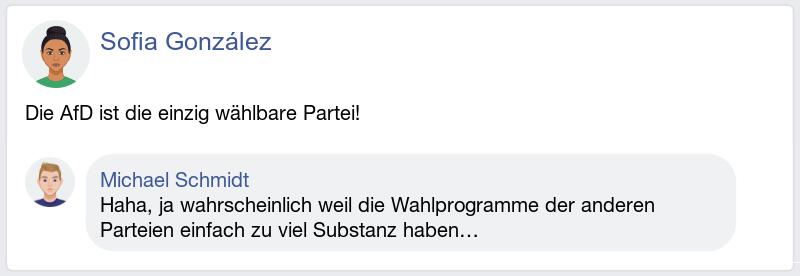 Sofia González
Die AfD ist die einzig wählbare Partei!
Michael Schmidt
Haha, ja wahrscheinlich weil die Wahlprogramme der anderen
Parteien einfach zu viel Substanz haben...